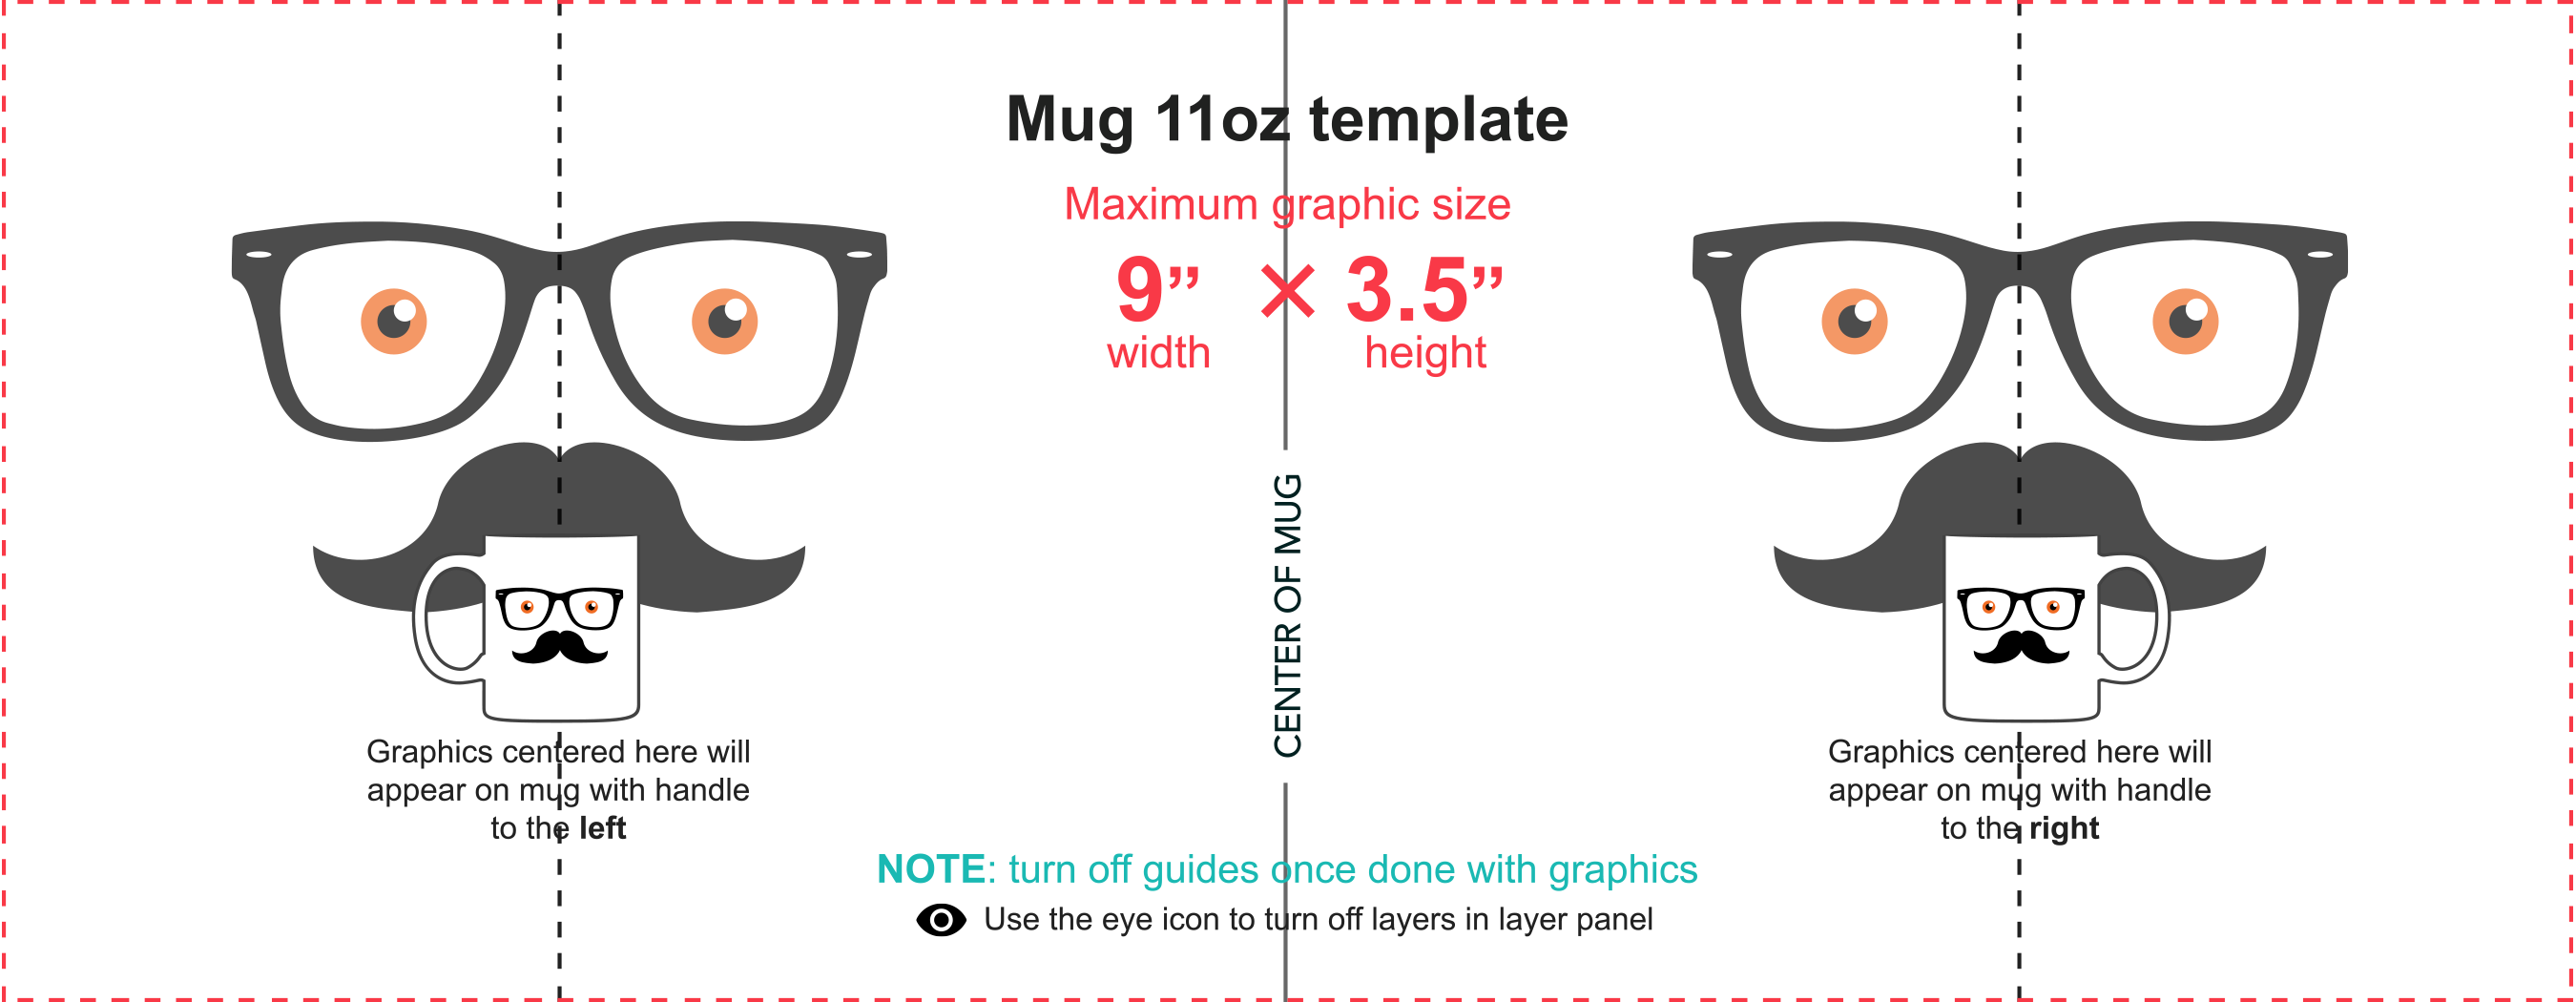 Mug 11oz template
Maximum graphic size
9” × 3.5”
width height
CENTER OF MUG
Graphics centered here will
appear on mug with handle
to the left
Graphics centered here will
appear on mug with handle
to the right
NOTE: turn off guides once done with graphics
Use the eye icon to turn off layers in layer panel